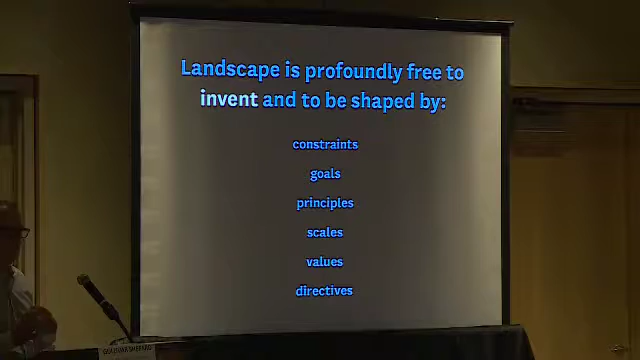 Landscape is profoundly free to
invent and to be shaped by:
constraints
goals
principles
scales
values
directives